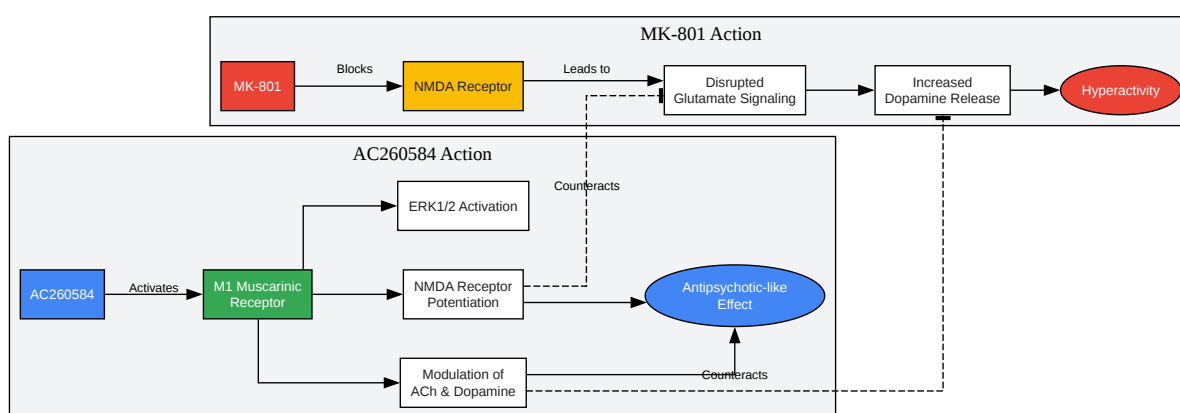 MK-801 Action
MK-801
Blocks
NMDA Receptor
Leads to
Disrupted
Glutamate Signaling
Increased
Dopamine Release
Hyperactivity
AC260584 Action
Counteracts
ERK1/2 Activation
AC260584
Activates
M1 Muscarinic
Receptor
NMDA Receptor
Potentiation
Antipsychotic-like
Effect
Modulation of
ACh & Dopamine
Counteracts